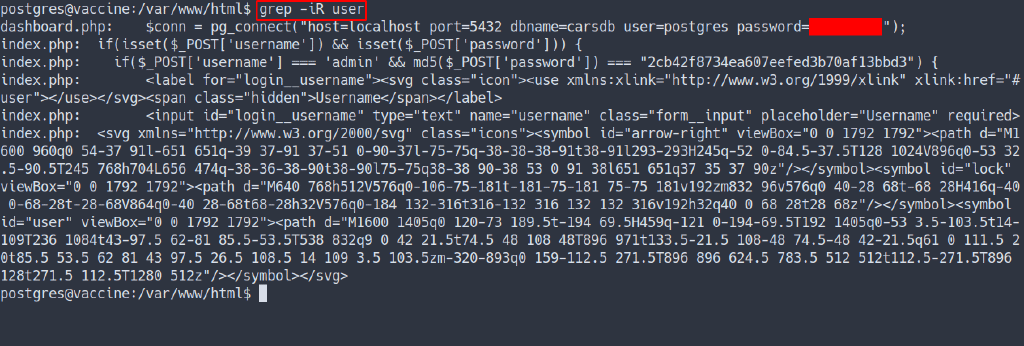 postgres@vaccine:/var/www/html$ grep -iR user
dashboard.php:    $conn = pg_connect("host=localhost port=5432 dbname=carsdb user=postgres password=        ");
index.php:  if(isset($_POST['username']) && isset($_POST['password'])) {
index.php:    if($_POST['username'] === 'admin' && md5($_POST['password']) === "2cb42f8734ea607eefed3b70af13bbd3") {
index.php:        <label for="login__username"><svg class="icon"><use xmlns:xlink="http://www.w3.org/1999/xlink" xlink:href="#
user"></use></svg><span class="hidden">Username</span></label>
index.php:        <input id="login__username" type="text" name="username" class="form__input" placeholder="Username" required>
index.php:  <svg xmlns="http://www.w3.org/2000/svg" class="icons"><symbol id="arrow-right" viewBox="0 0 1792 1792"><path d="M1
600 960q0 54-37 91l-651 651q-39 37-91 37-51 0-90-37l-75-75q-38-38-38-91t38-91l293-293H245q-52 0-84.5-37.5T128 1024V896q0-53 32
.5-90.5T245 768h704L656 474q-38-36-38-90t38-90l75-75q38-38 90-38 53 0 91 38l651 651q37 35 37 90z"/></symbol><symbol id="lock"
viewBox="0 0 1792 1792"><path d="M640 768h512V576q0-106-75-181t-181-75-181 75-75 181v192zm832 96v576q0 40-28 68t-68 28H416q-40
 0-68-28t-28-68V864q0-40 28-68t68-28h32V576q0-184 132-316t316-132 316 132 132 316v192h32q40 0 68 28t28 68z"/></symbol><symbol
id="user" viewBox="0 0 1792 1792"><path d="M1600 1405q0 120-73 189.5t-194 69.5H459q-121 0-194-69.5T192 1405q0-53 3.5-103.5t14-
109T236 1084t43-97.5 62-81 85.5-53.5T538 832q9 0 42 21.5t74.5 48 108 48T896 971t133.5-21.5 108-48 74.5-48 42-21.5q61 0 111.5 2
0t85.5 53.5 62 81 43 97.5 26.5 108.5 14 109 3.5 103.5zm-320-893q0 159-112.5 271.5T896 896 624.5 783.5 512 512t112.5-271.5T896
128t271.5 112.5T1280 512z"/></symbol></svg>
postgres@vaccine:/var/www/html$